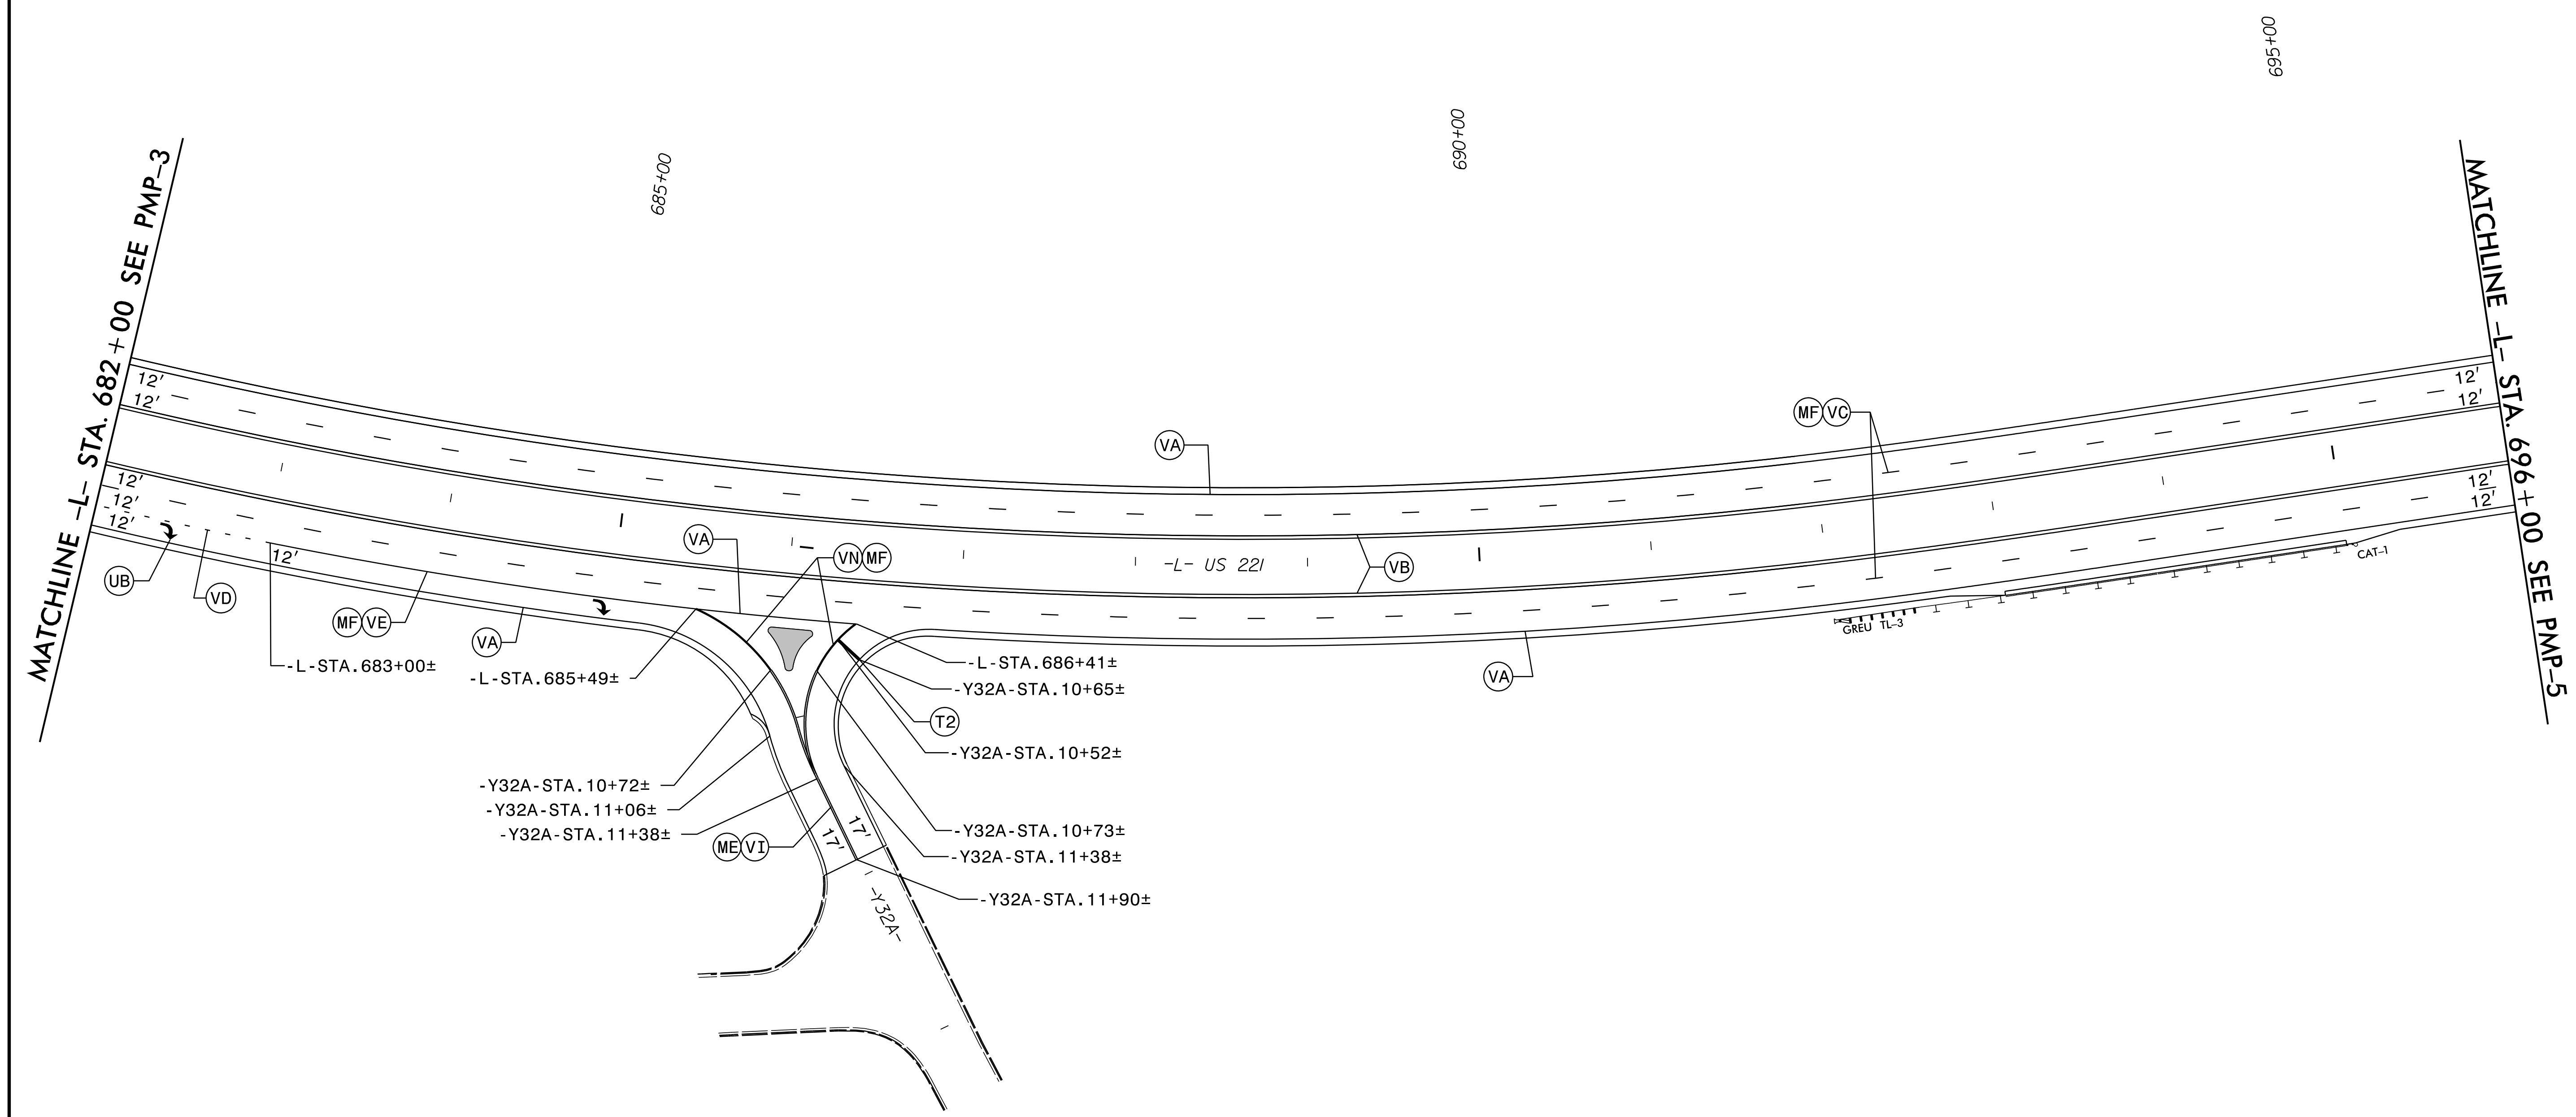 695+00
690+00
685+00
MATCHLINE -L- STA. 682+00 SEE PMP-3
MATCHLINE -L- STA. 696+00 SEE PMP-5
12'
12'
12'
12'
12'
12'
12'
12'
12'
12'
MF VC
VA
VA
VN MF
-L- US 221
VB
UB
VD
MF VE
VA
-L-STA.683+00±
-L-STA.685+49±
-L-STA.686+41±
-Y32A-STA.10+65±
T2
-Y32A-STA.10+52±
VA
GREU TL-3
CAT-1
-Y32A-STA.10+72±
-Y32A-STA.11+06±
-Y32A-STA.11+38±
ME VI
17'
17'
-Y32A-STA.10+73±
-Y32A-STA.11+38±
-Y32A-STA.11+90±
-Y32A-